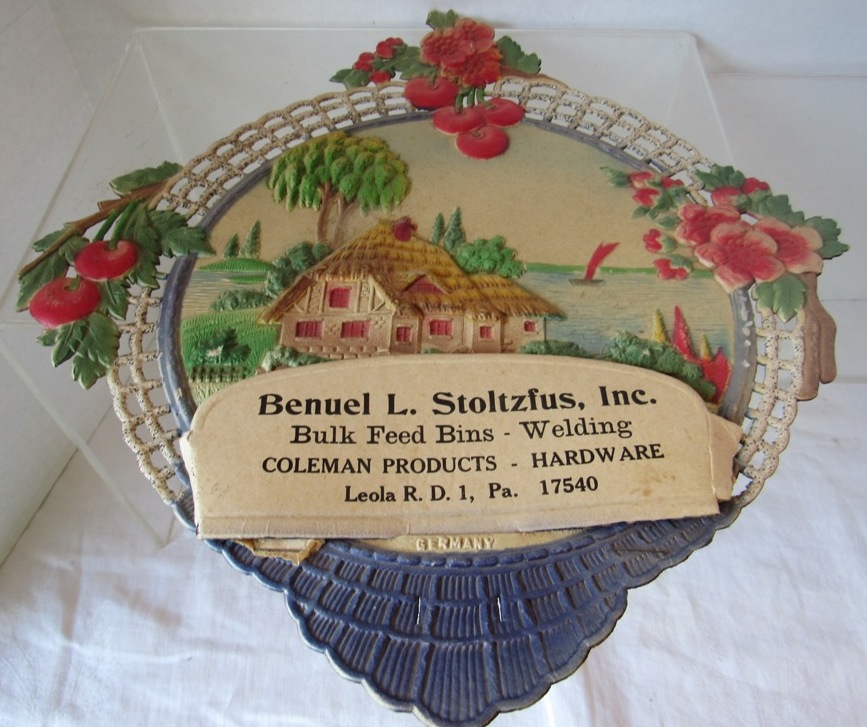 Benuel L. Stoltzfus, Inc.
Bulk Feed Bins - Welding
COLEMAN PRODUCTS - HARDWARE
Leola R. D. 1, Pa. 17540
GERMANY